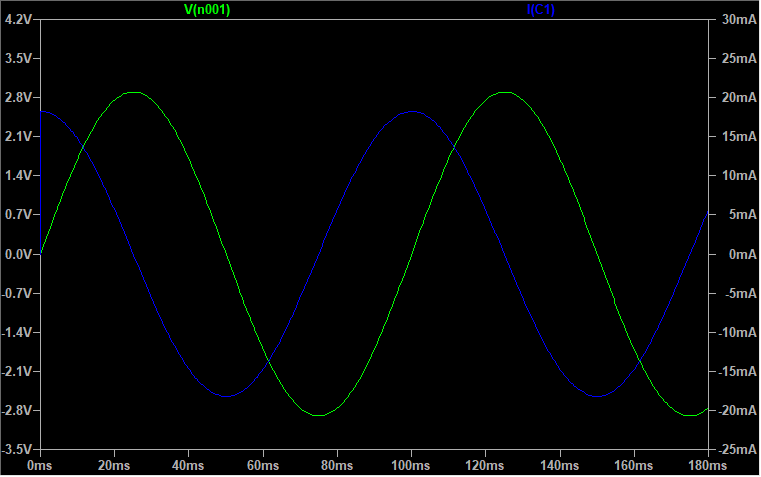 V(n001) I(C1)
4.2V 30mA
3.5V 25mA
2.8V 20mA
2.1V 15mA
1.4V 10mA
0.7V 5mA
0.0V 0mA
-0.7V -5mA
-1.4V -10mA
-2.1V -15mA
-2.8V -20mA
-3.5V -25mA
0ms 20ms 40ms 60ms 80ms 100ms 120ms 140ms 160ms 180ms